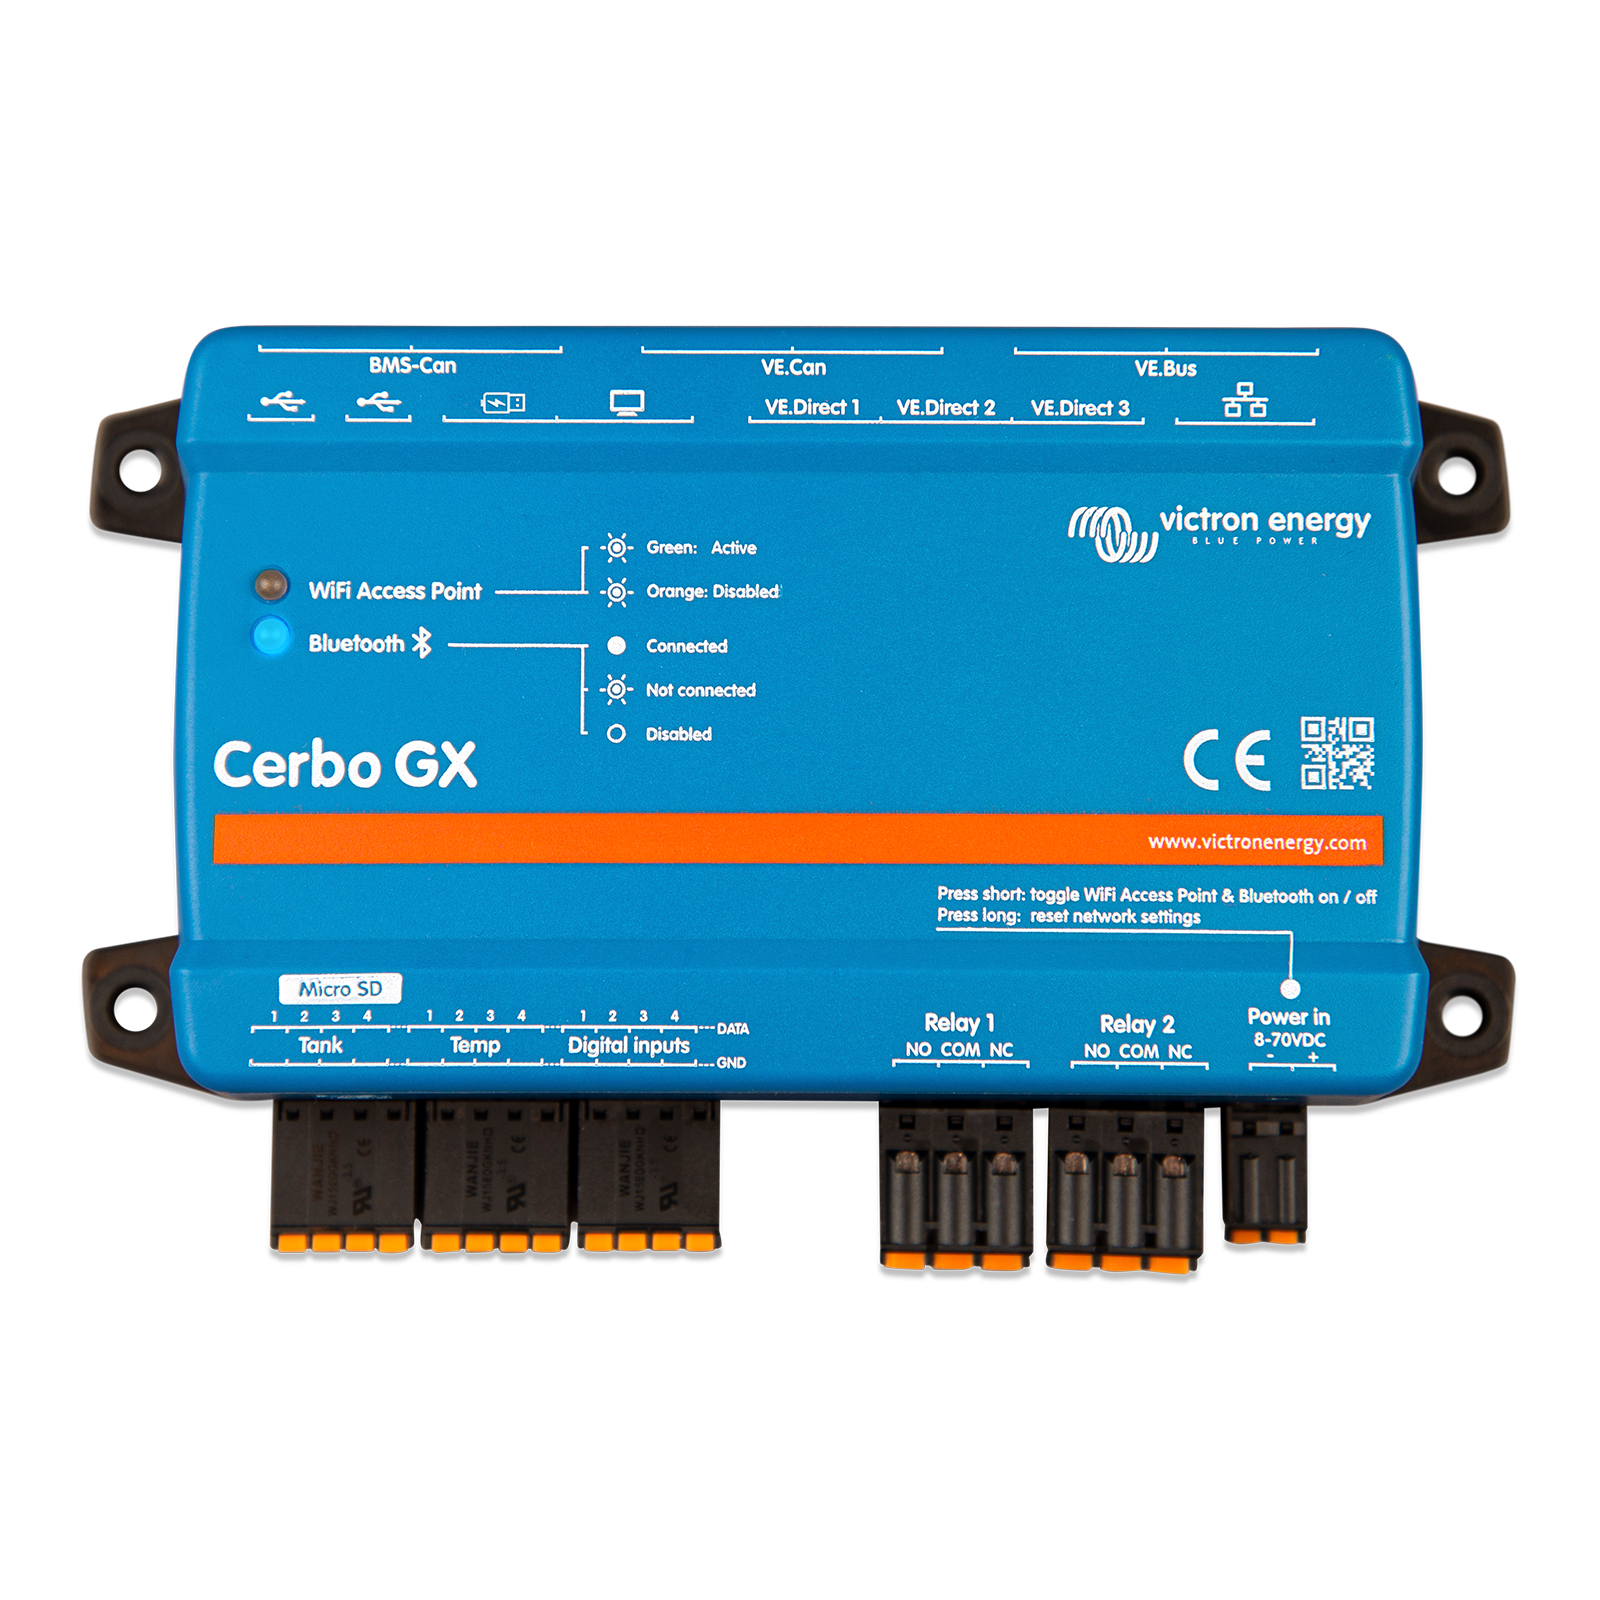 BMS-Can
VE.Can
VE.Bus
VE.Direct 1
VE.Direct 2
VE.Direct 3
victron energy
BLUE POWER
Green: Active
WiFi Access Point
Orange: Disabled
Bluetooth
Connected
Not connected
Disabled
Cerbo GX
CE
www.victronenergy.com
Press short: toggle WiFi Access Point & Bluetooth on / off
Press long: reset network settings
Micro SD
1 2 3 4 1 2 3 4 1 2 3 4 DATA
Tank Temp Digital inputs
GND
Relay 1
NO COM NC
Relay 2
NO COM NC
Power in
8-70VDC
- +
WANJIE
WANJIE
WANJIE